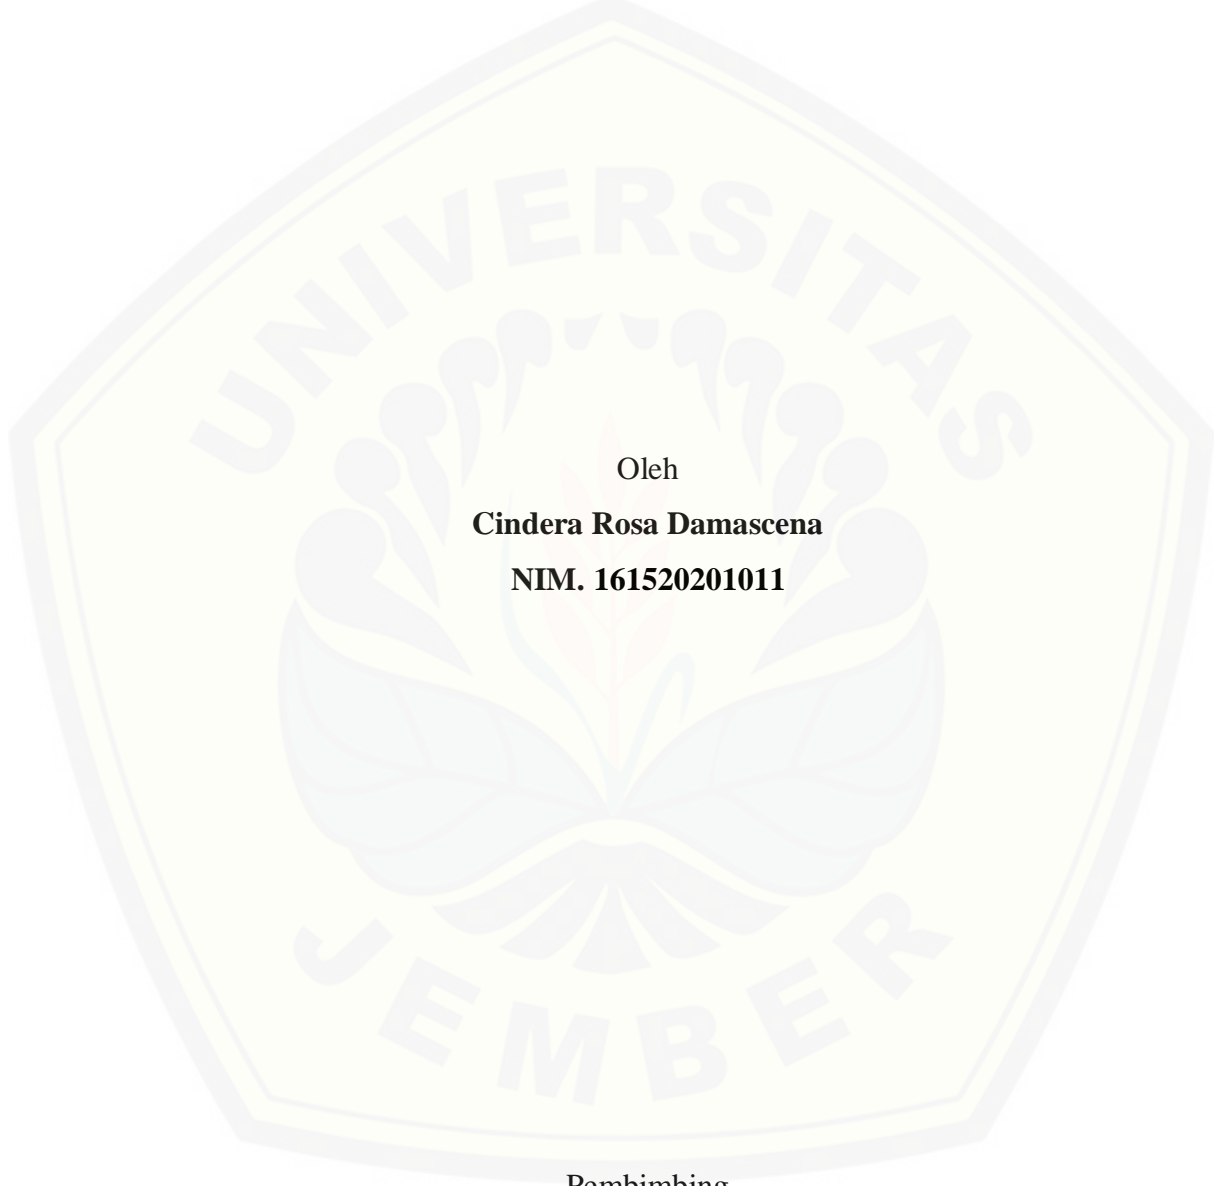 UNIVERSITAS
Oleh
Cindera Rosa Damascena
NIM. 161520201011
JEMBER
Pembimbing